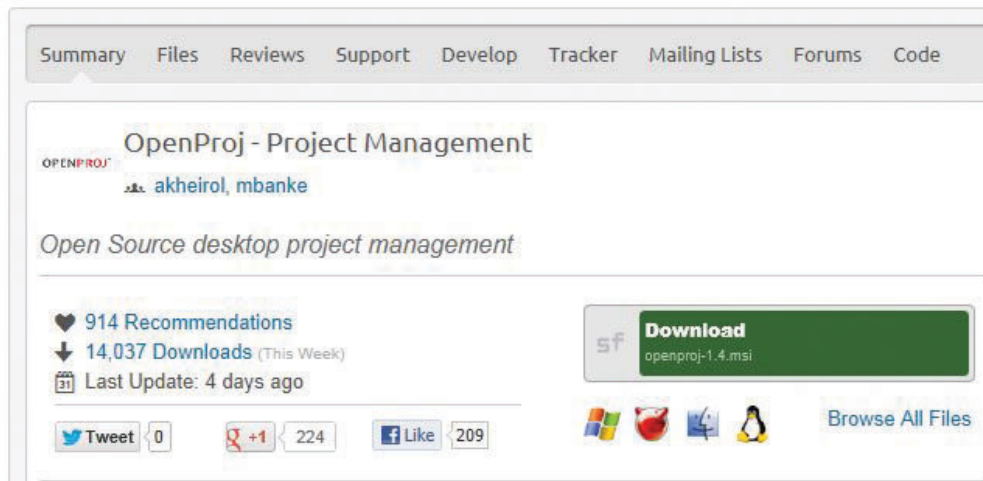 Summary Files Reviews Support Develop Tracker Mailing Lists Forums Code
OPENPROJ
OpenProj - Project Management
akheirol, mbanke
Open Source desktop project management
914 Recommendations
14,037 Downloads (This Week)
31 Last Update: 4 days ago
sf
Download
openproj-1.4.msi
Tweet 0
g +1 224
f Like 209
Browse All Files